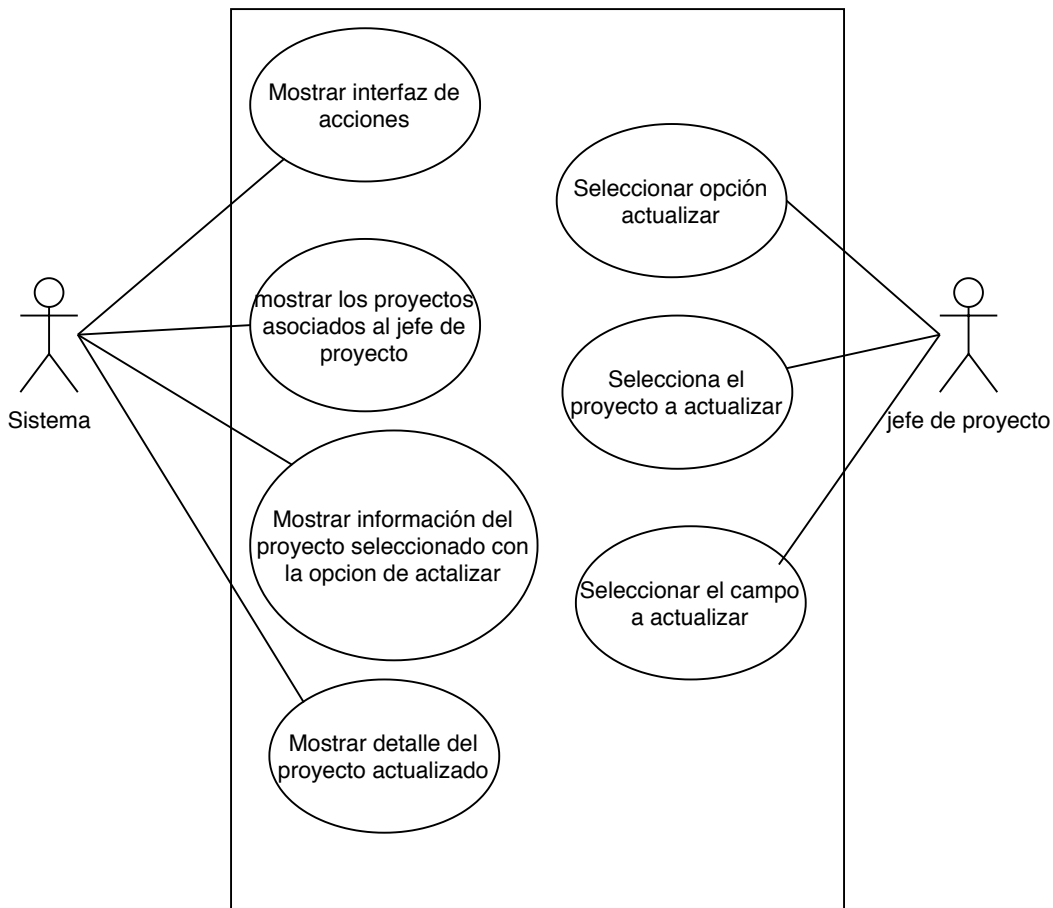 Mostrar interfaz de
acciones
Seleccionar opción
actualizar
mostrar los proyectos
asociados al jefe de
proyecto
Selecciona el
proyecto a actualizar
Sistema
jefe de proyecto
Mostrar información del
proyecto seleccionado con
la opcion de actalizar
Seleccionar el campo
a actualizar
Mostrar detalle del
proyecto actualizado